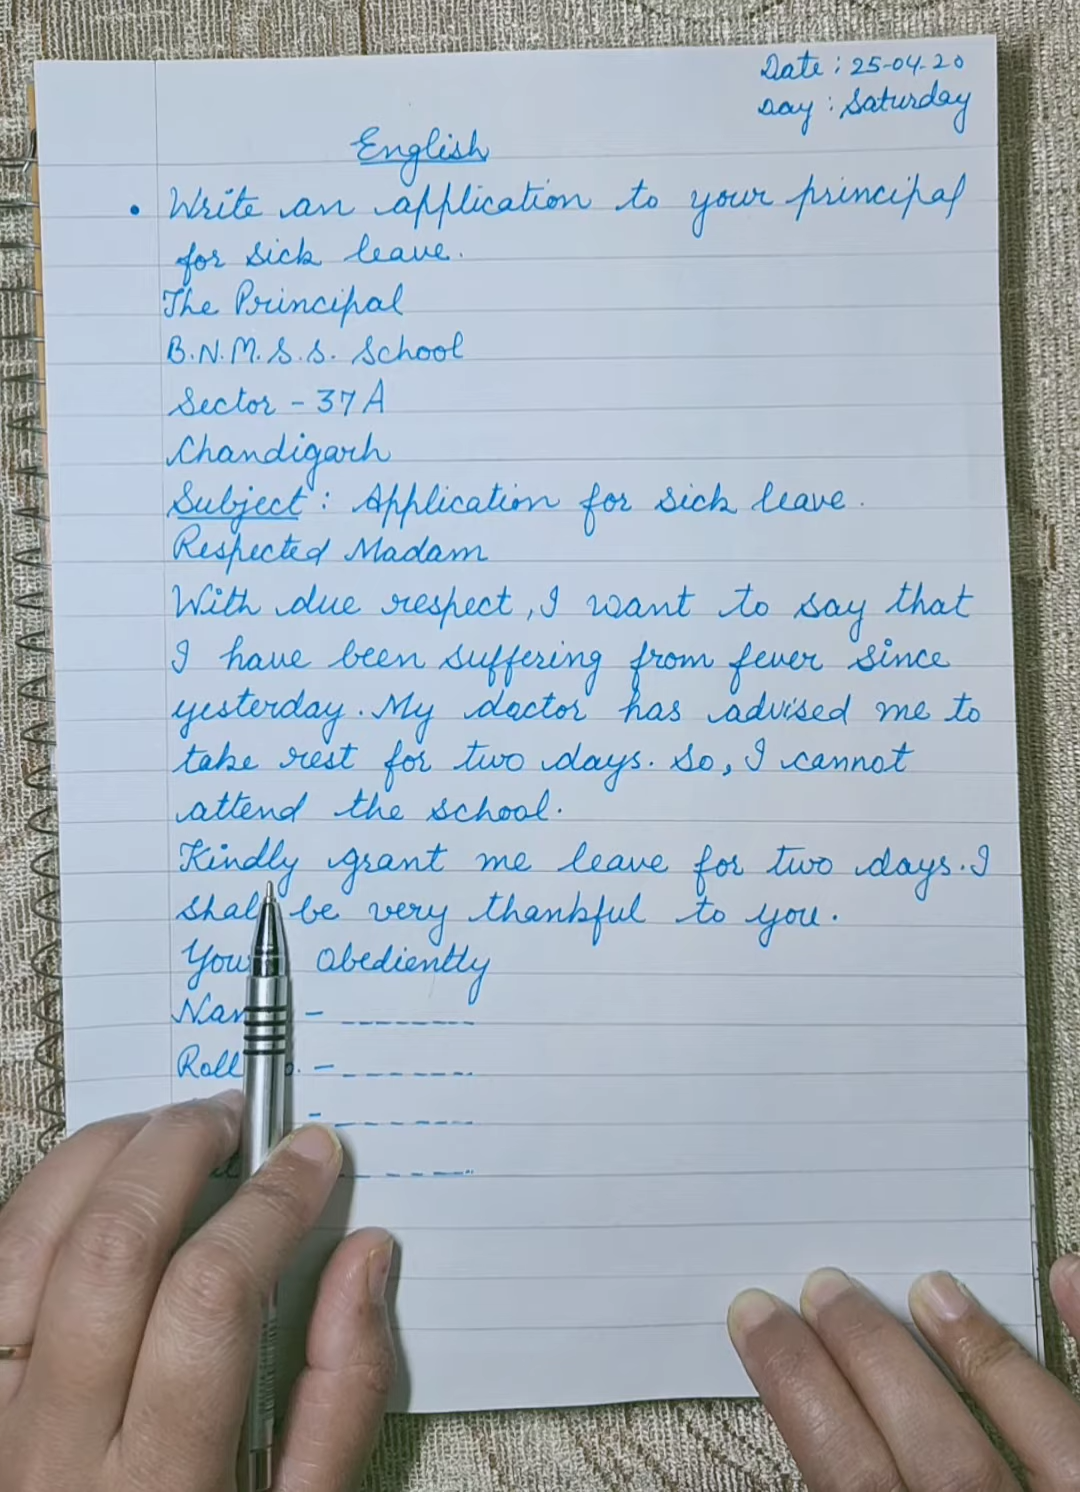 Date : 25-04-20
Day : Saturday
English
• Write an application to your principal
for sick leave.
The Principal
B.N.M.S.S. School
Sector - 37 A
Chandigarh
Subject : Application for sick leave.
Respected Madam
With due respect, I want to say that
I have been suffering from fever since
yesterday. My doctor has advised me to
take rest for two days. So, I cannot
attend the school.
Kindly grant me leave for two days. I
shall be very thankful to you.
Obediently
- -------
Roll - -------
- -------
-------